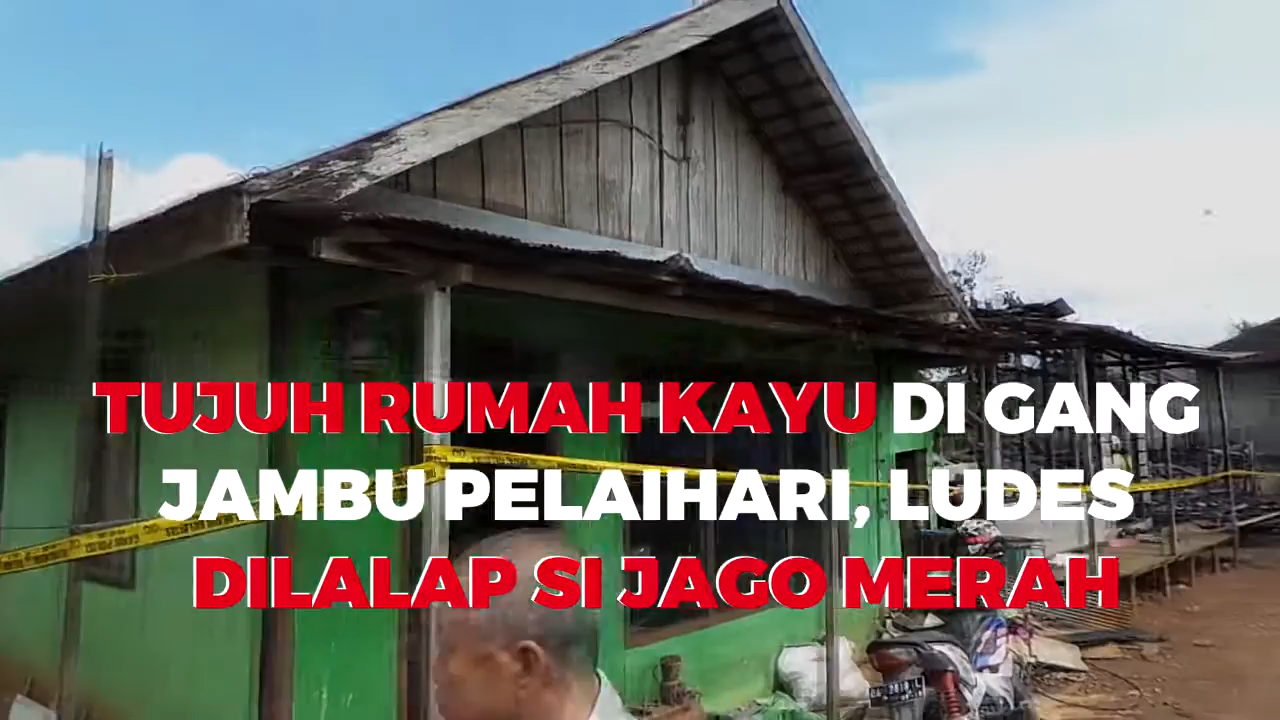 TUJUH RUMAH KAYU DI GANG
JAMBU PELAIHARI, LUDES
DILALAP SI JAGO MERAH